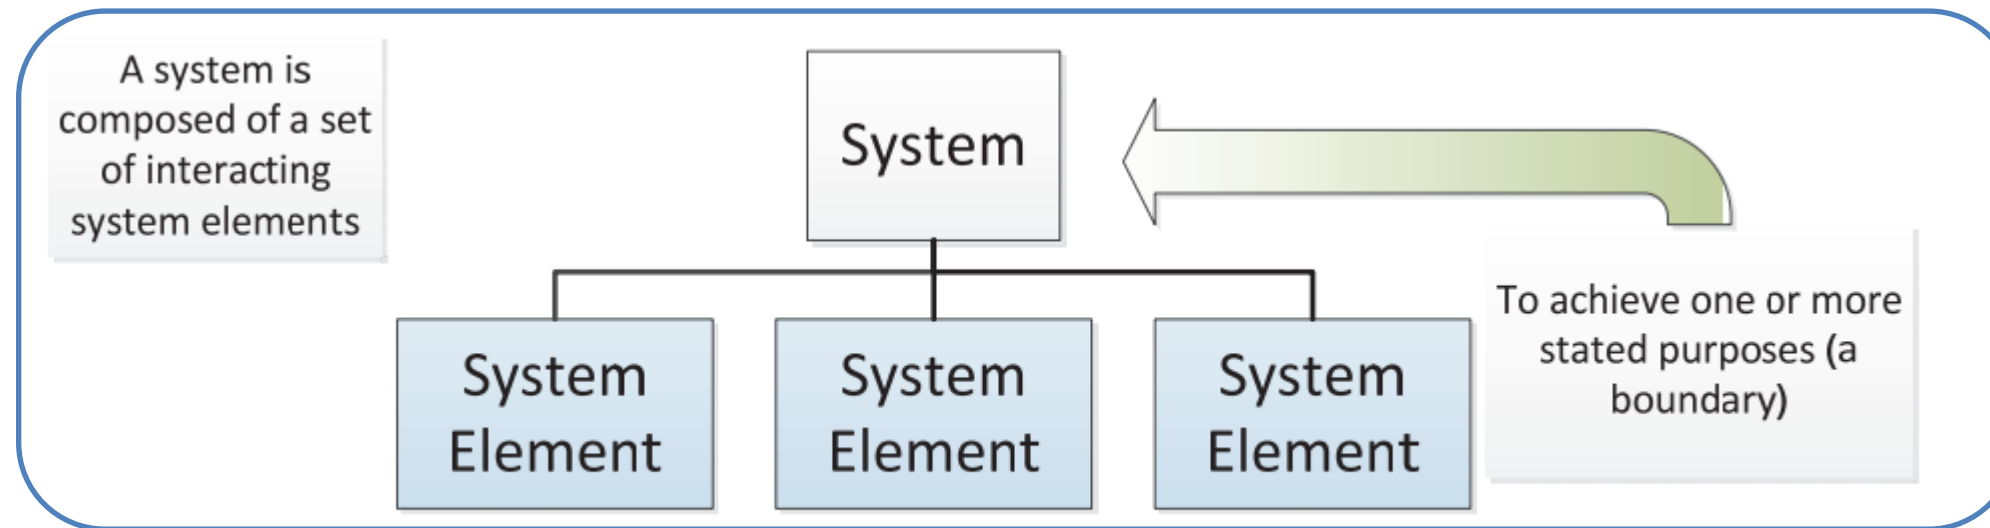 A system is
composed of a set
of interacting
system elements
System
System
Element
System
Element
System
Element
To achieve one or more
stated purposes (a
boundary)